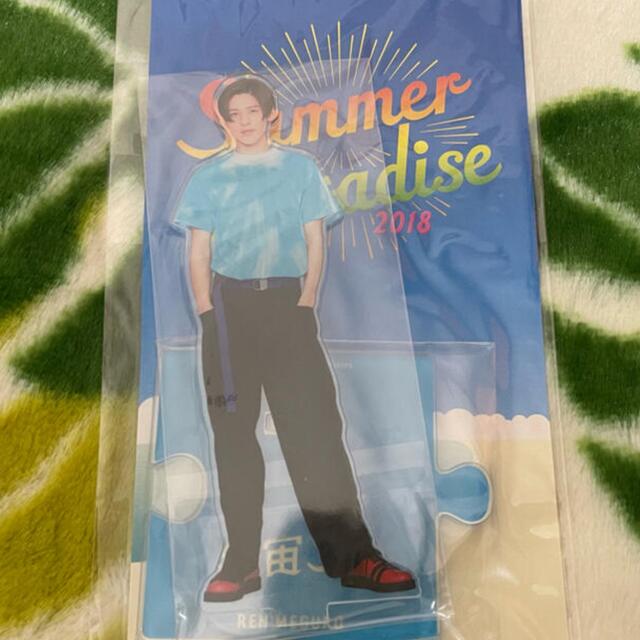 Summer
Paradise
2018
宙
REN MEGURO